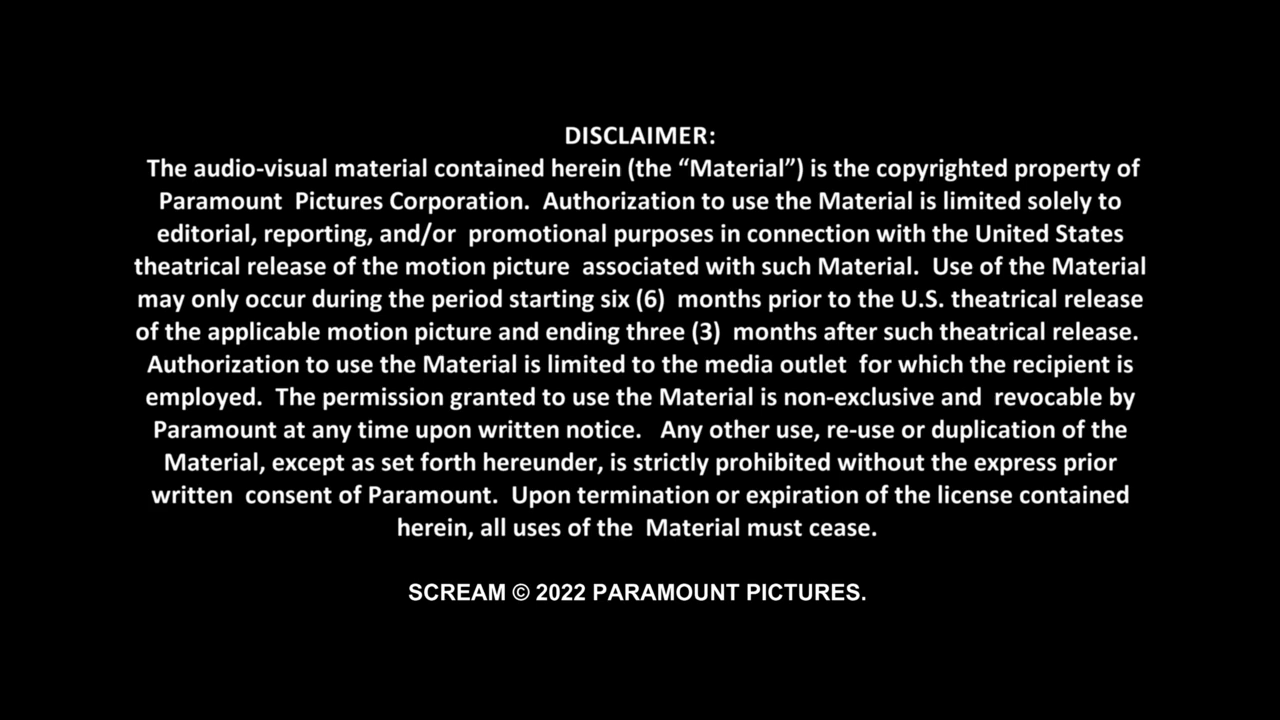 DISCLAIMER:
The audio-visual material contained herein (the “Material”) is the copyrighted property of
Paramount  Pictures Corporation.  Authorization to use the Material is limited solely to
editorial, reporting, and/or  promotional purposes in connection with the United States
theatrical release of the motion picture  associated with such Material.  Use of the Material
may only occur during the period starting six (6)  months prior to the U.S. theatrical release
of the applicable motion picture and ending three (3)  months after such theatrical release.
Authorization to use the Material is limited to the media outlet  for which the recipient is
employed.  The permission granted to use the Material is non-exclusive and  revocable by
Paramount at any time upon written notice.   Any other use, re-use or duplication of the
Material, except as set forth hereunder, is strictly prohibited without the express prior
written  consent of Paramount.  Upon termination or expiration of the license contained
herein, all uses of the  Material must cease.
SCREAM © 2022 PARAMOUNT PICTURES.